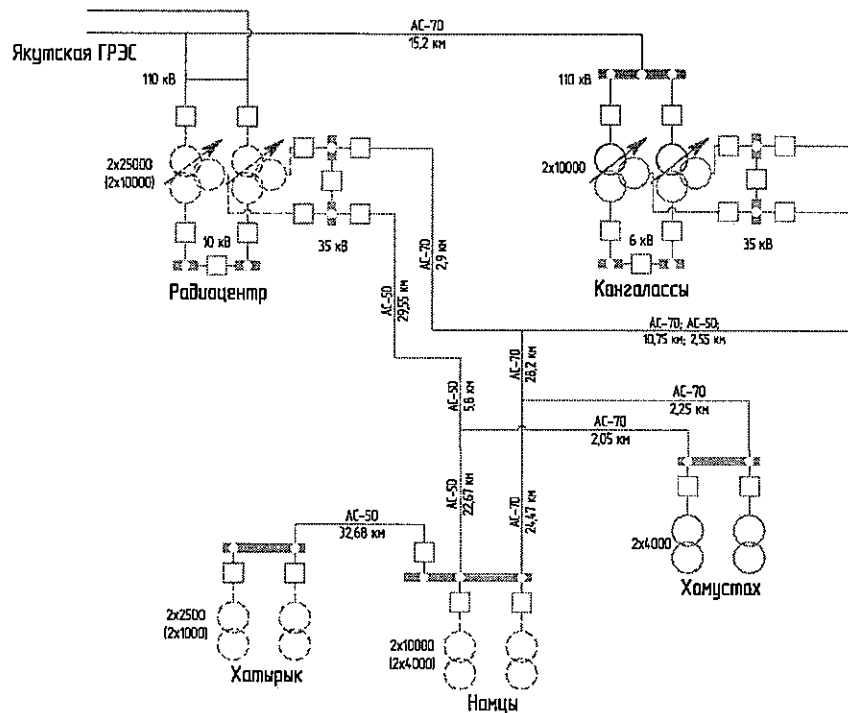 АС-70
15,2 км
Якутская ГРЭС
110 кВ
110 кВ
2х25000
(2х10000)
2х10000
10 кВ
35 кВ
6 кВ
35 кВ
Радиоцентр
Кангалассы
АС-70
2,9 км
АС-50
29,55 км
АС-70; АС-50;
10,75 км; 2,55 км
АС-70
28,2 км
АС-50
5,8 км
АС-70
2,25 км
АС-70
2,05 км
АС-50
22,67 км
АС-70
24,47 км
АС-50
32,68 км
2х4000
Хамустах
2х2500
(2х1000)
Хатырык
2х10000
(2х4000)
Намцы